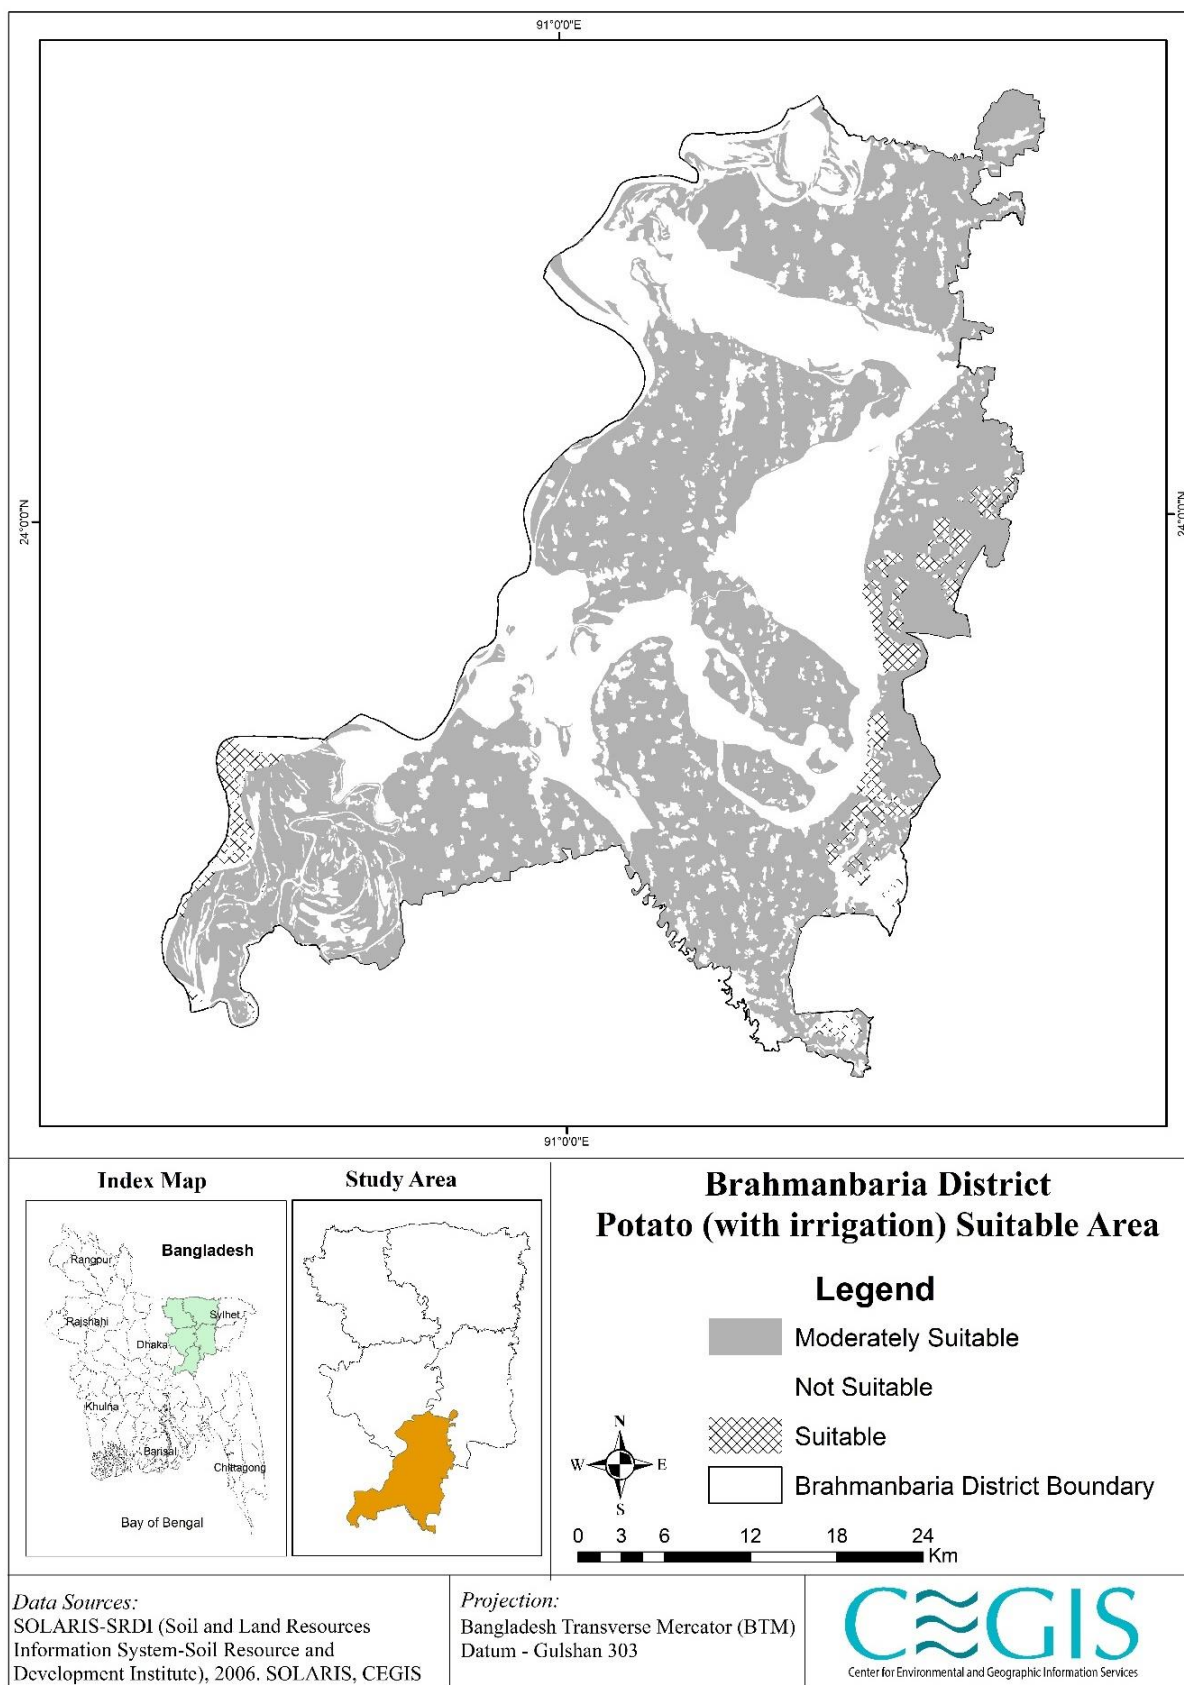 91°0'0"E
24°0'0"N
24°0'0"N
91°0'0"E
Index Map
Bangladesh
Rangpur
Rajshahi
Sylhet
Dhaka
Khulna
Barisal
Chittagong
Bay of Bengal
Study Area
Brahmanbaria District
Potato (with irrigation) Suitable Area
Legend
Moderately Suitable
Not Suitable
Suitable
Brahmanbaria District Boundary
N
W E
S
0 3 6 12 18 24
Km
Data Sources:
SOLARIS-SRDI (Soil and Land Resources
Information System-Soil Resource and
Development Institute), 2006. SOLARIS, CEGIS
Projection:
Bangladesh Transverse Mercator (BTM)
Datum - Gulshan 303
CEGIS
Center for Environmental and Geographic Information Services